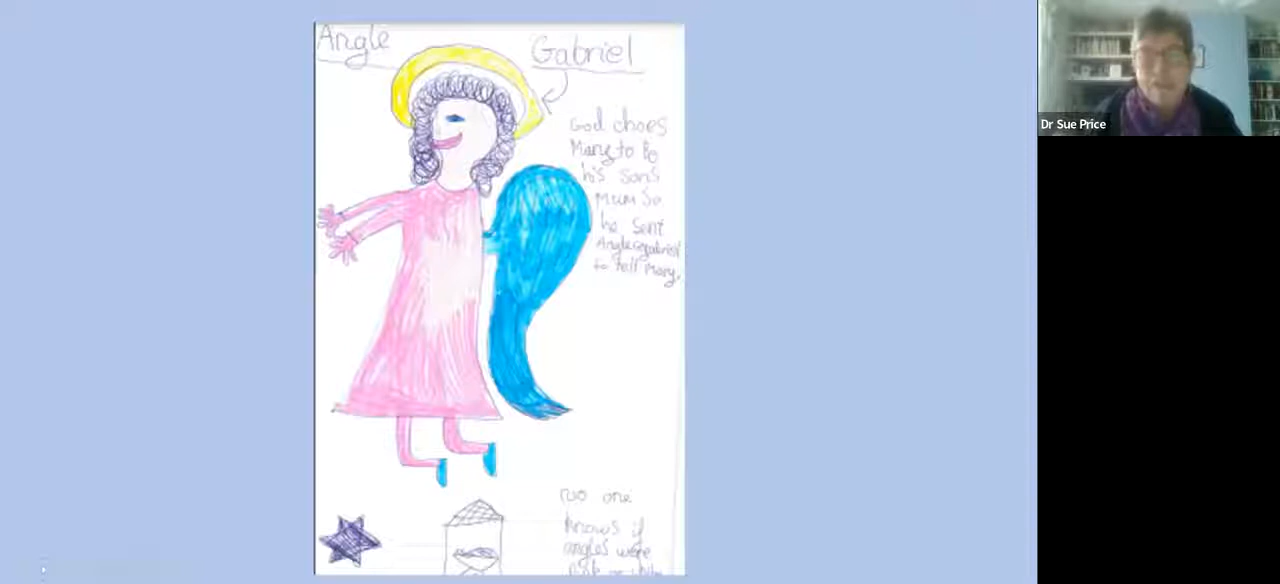 Angle
Gabriel
God choes
Mary to be
his sons
mum so
he sent
Angle gabriel
to tell mary.
no one
knows if
angles were
Dr Sue Price